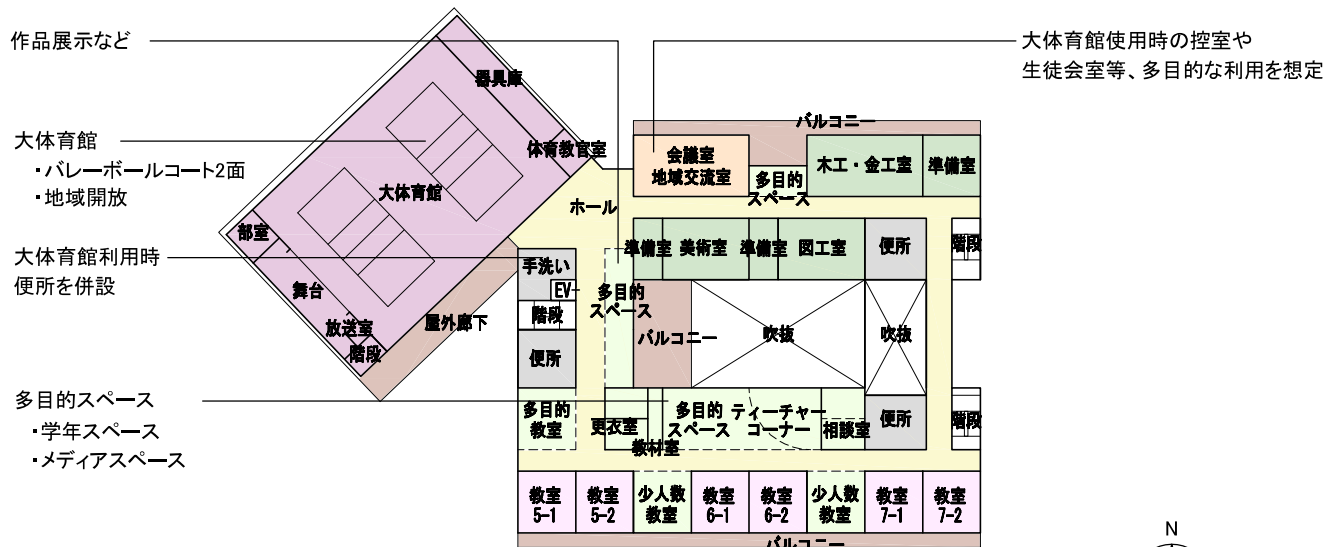 作品展示など
大体育館使用時の控室や
生徒会室等、多目的な利用を想定
器具庫
バルコニー
大体育館
・バレーボールコート2面
・地域開放
体育教官室
会議室
地域交流室
多目的
スペース
木工・金工室
準備室
大体育館
ホール
部室
準備室
美術室
準備室
図工室
便所
階段
大体育館利用時
便所を併設
手洗い
EV
舞台
多目的
スペース
放送室
屋外廊下
階段
階段
バルコニー
吹抜
吹抜
便所
多目的スペース
・学年スペース
・メディアスペース
多目的
教室
更衣室
教材室
多目的
スペース
ティーチャー
コーナー
相談室
便所
階段
教室
5-1
教室
5-2
少人数
教室
教室
6-1
教室
6-2
少人数
教室
教室
7-1
教室
7-2
バルコニー
N